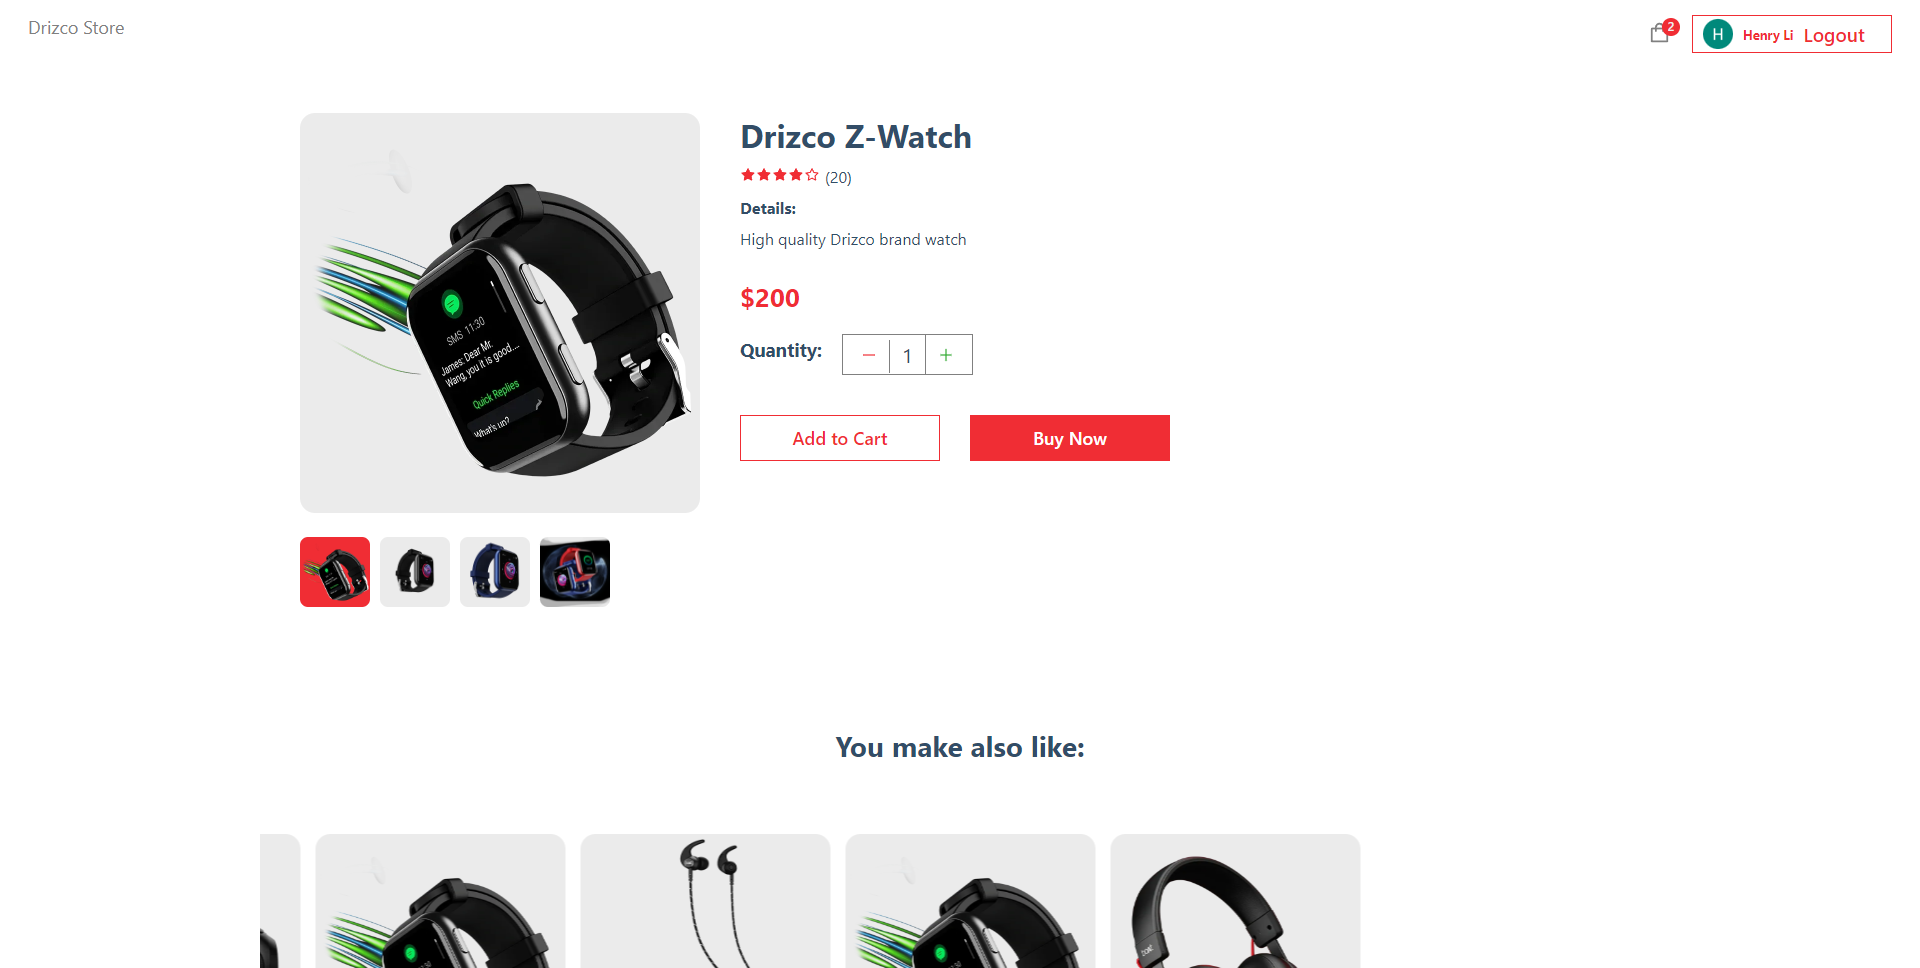 Drizco Store
2
H Henry Li Logout
Drizco Z-Watch
(20)
Details:
High quality Drizco brand watch
$200
Quantity: − 1 +
Add to Cart Buy Now
SMS 11:30
James: Dear Mr.
Wang, you it is good....
Quick Replies
What's up?
You make also like: